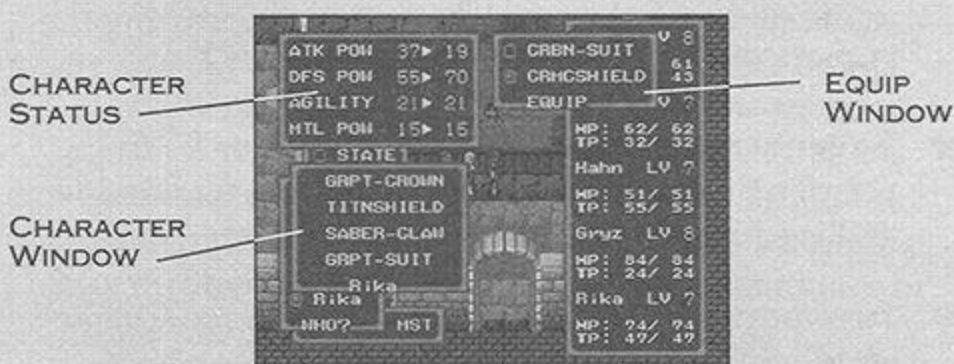 CHARACTER
STATUS
CHARACTER
WINDOW
EQUIP
WINDOW
ATK POW 37▶ 19
DFS POW 55▶ 70
AGILITY 21▶ 21
MTL POW 15▶ 15
STATE
GRPT-CROWN
TITNSHIELD
SABER-CLAW
GRPT-SUIT
Rika
Rika
WHO? MST
CRBN-SUIT
CRMCSHIELD
EQUIP
V 8
61
43
V 7
HP: 62/ 62
TP: 32/ 32
Hahn LV 7
HP: 51/ 51
TP: 55/ 55
Gryz LV 8
HP: 84/ 84
TP: 24/ 24
Rika LV 7
HP: 74/ 74
TP: 47/ 47